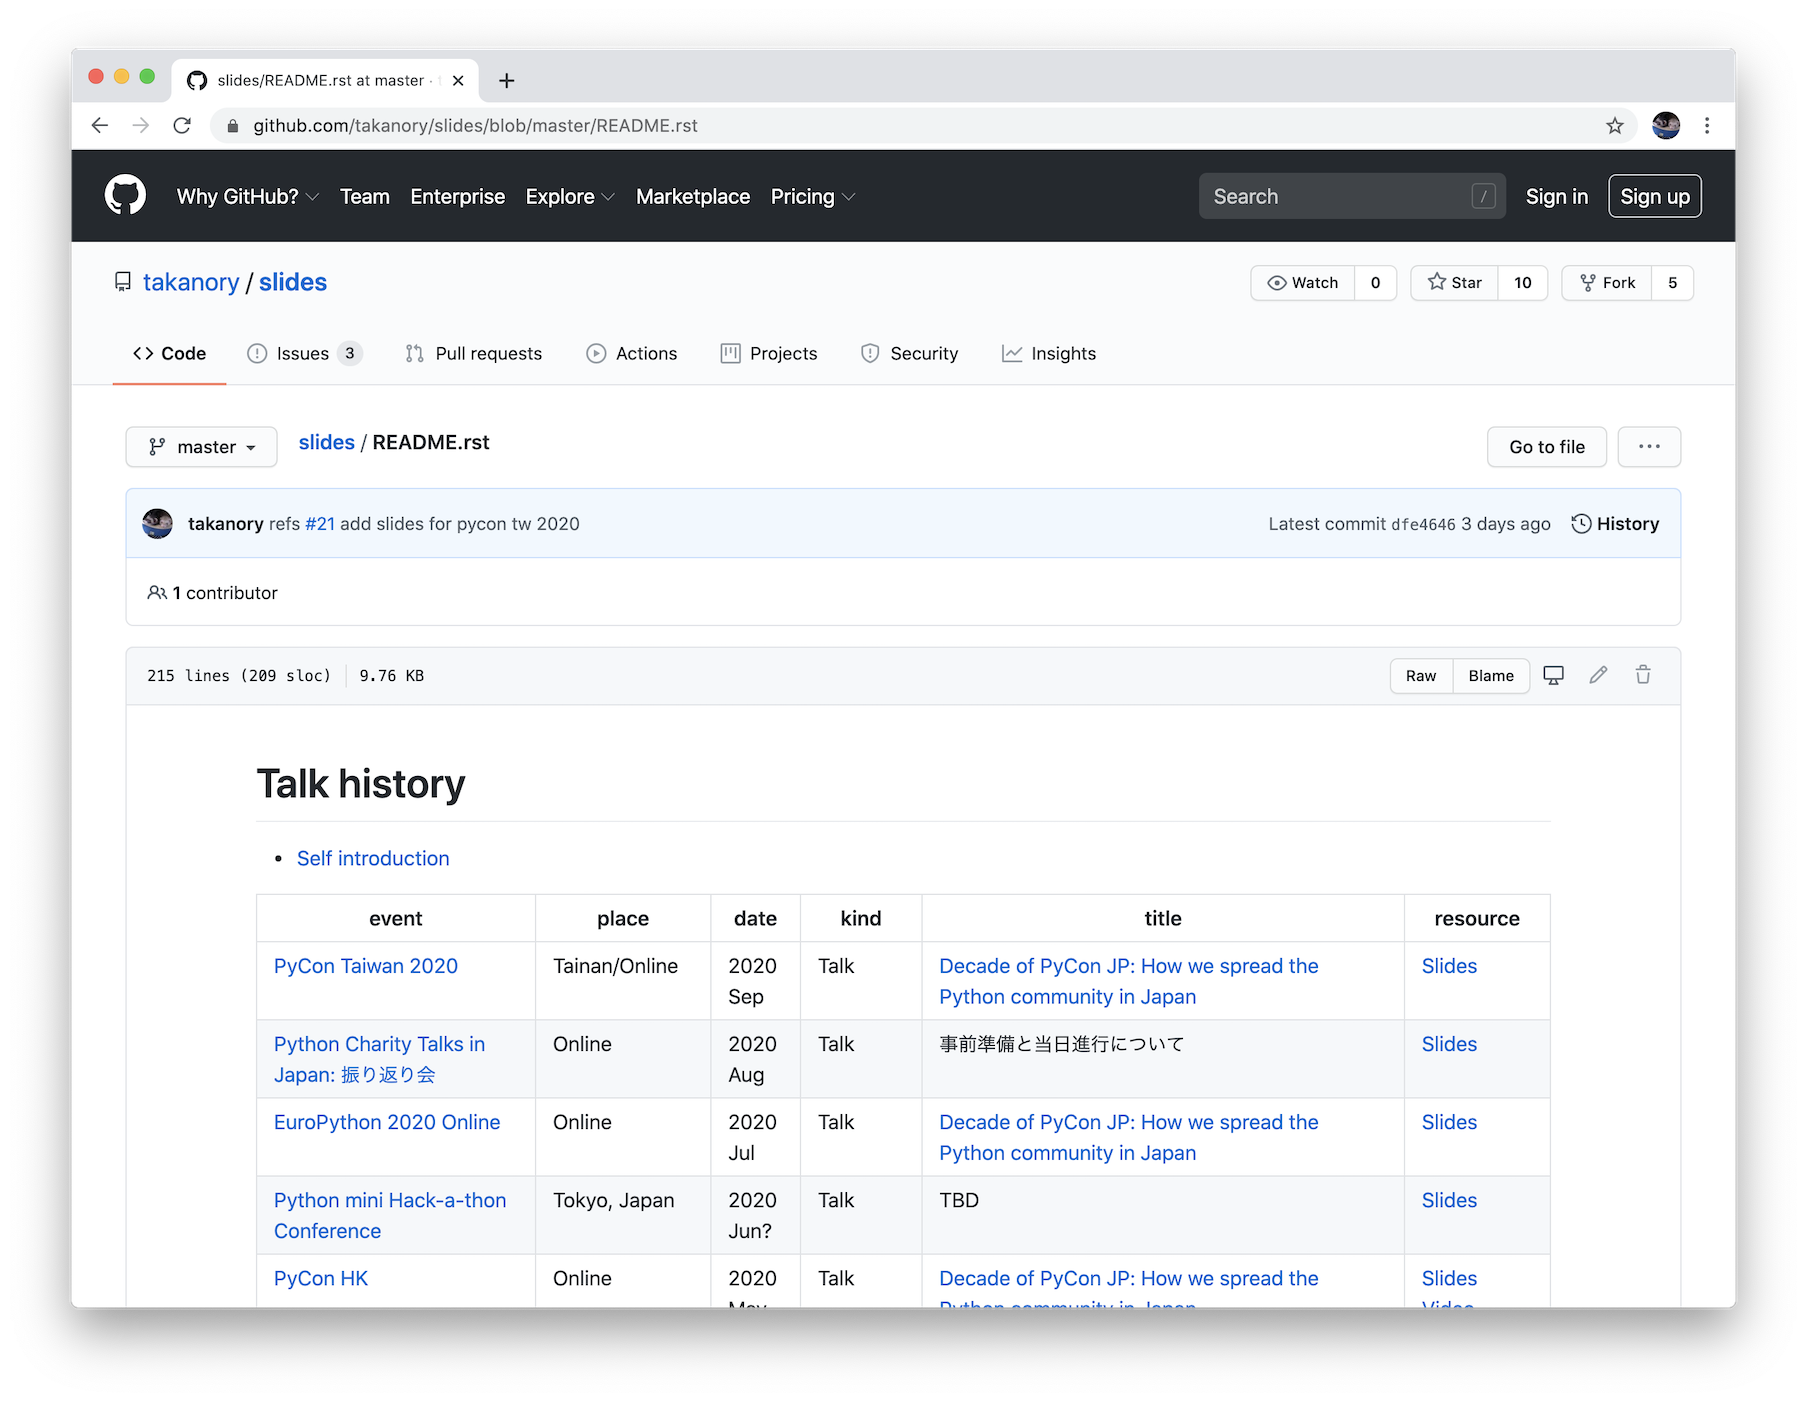 slides/README.rst at master ·
github.com/takanory/slides/blob/master/README.rst
Why GitHub? Team Enterprise Explore Marketplace Pricing Search / Sign in Sign up
takanory / slides Watch 0 Star 10 Fork 5
Code Issues 3 Pull requests Actions Projects Security Insights
master slides / README.rst Go to file ...
takanory refs #21 add slides for pycon tw 2020 Latest commit dfe4646 3 days ago History
1 contributor
215 lines (209 sloc) 9.76 KB Raw Blame
Talk history
• Self introduction
event place date kind title resource
PyCon Taiwan 2020 Tainan/Online 2020 Talk Decade of PyCon JP: How we spread the Slides
Sep Python community in Japan
Python Charity Talks in Online 2020 Talk 事前準備と当日進行について Slides
Japan: 振り返り会 Aug
EuroPython 2020 Online Online 2020 Talk Decade of PyCon JP: How we spread the Slides
Jul Python community in Japan
Python mini Hack-a-thon Tokyo, Japan 2020 Talk TBD Slides
Conference Jun?
PyCon HK Online 2020 Talk Decade of PyCon JP: How we spread the Slides
May Python community in Japan Video